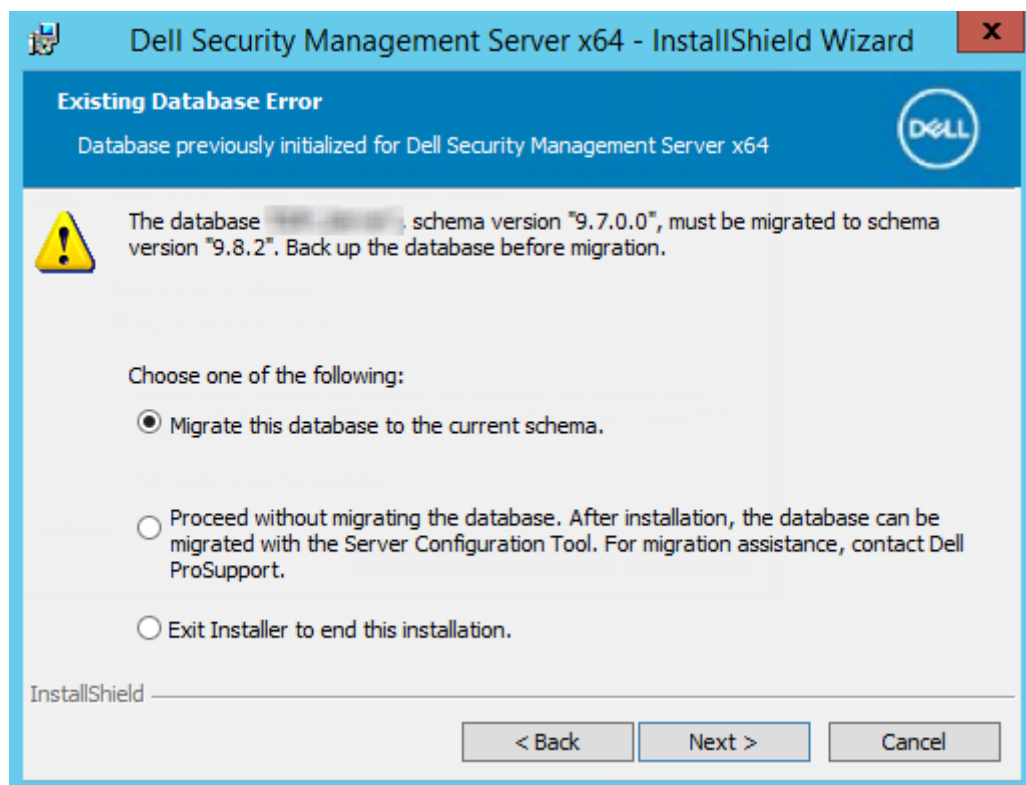 Dell Security Management Server x64 - InstallShield Wizard
Existing Database Error
Database previously initialized for Dell Security Management Server x64
DELL
The database , schema version "9.7.0.0", must be migrated to schema
version "9.8.2". Back up the database before migration.
Choose one of the following:
Migrate this database to the current schema.
Proceed without migrating the database. After installation, the database can be
migrated with the Server Configuration Tool. For migration assistance, contact Dell
ProSupport.
Exit Installer to end this installation.
InstallShield
< Back
Next >
Cancel